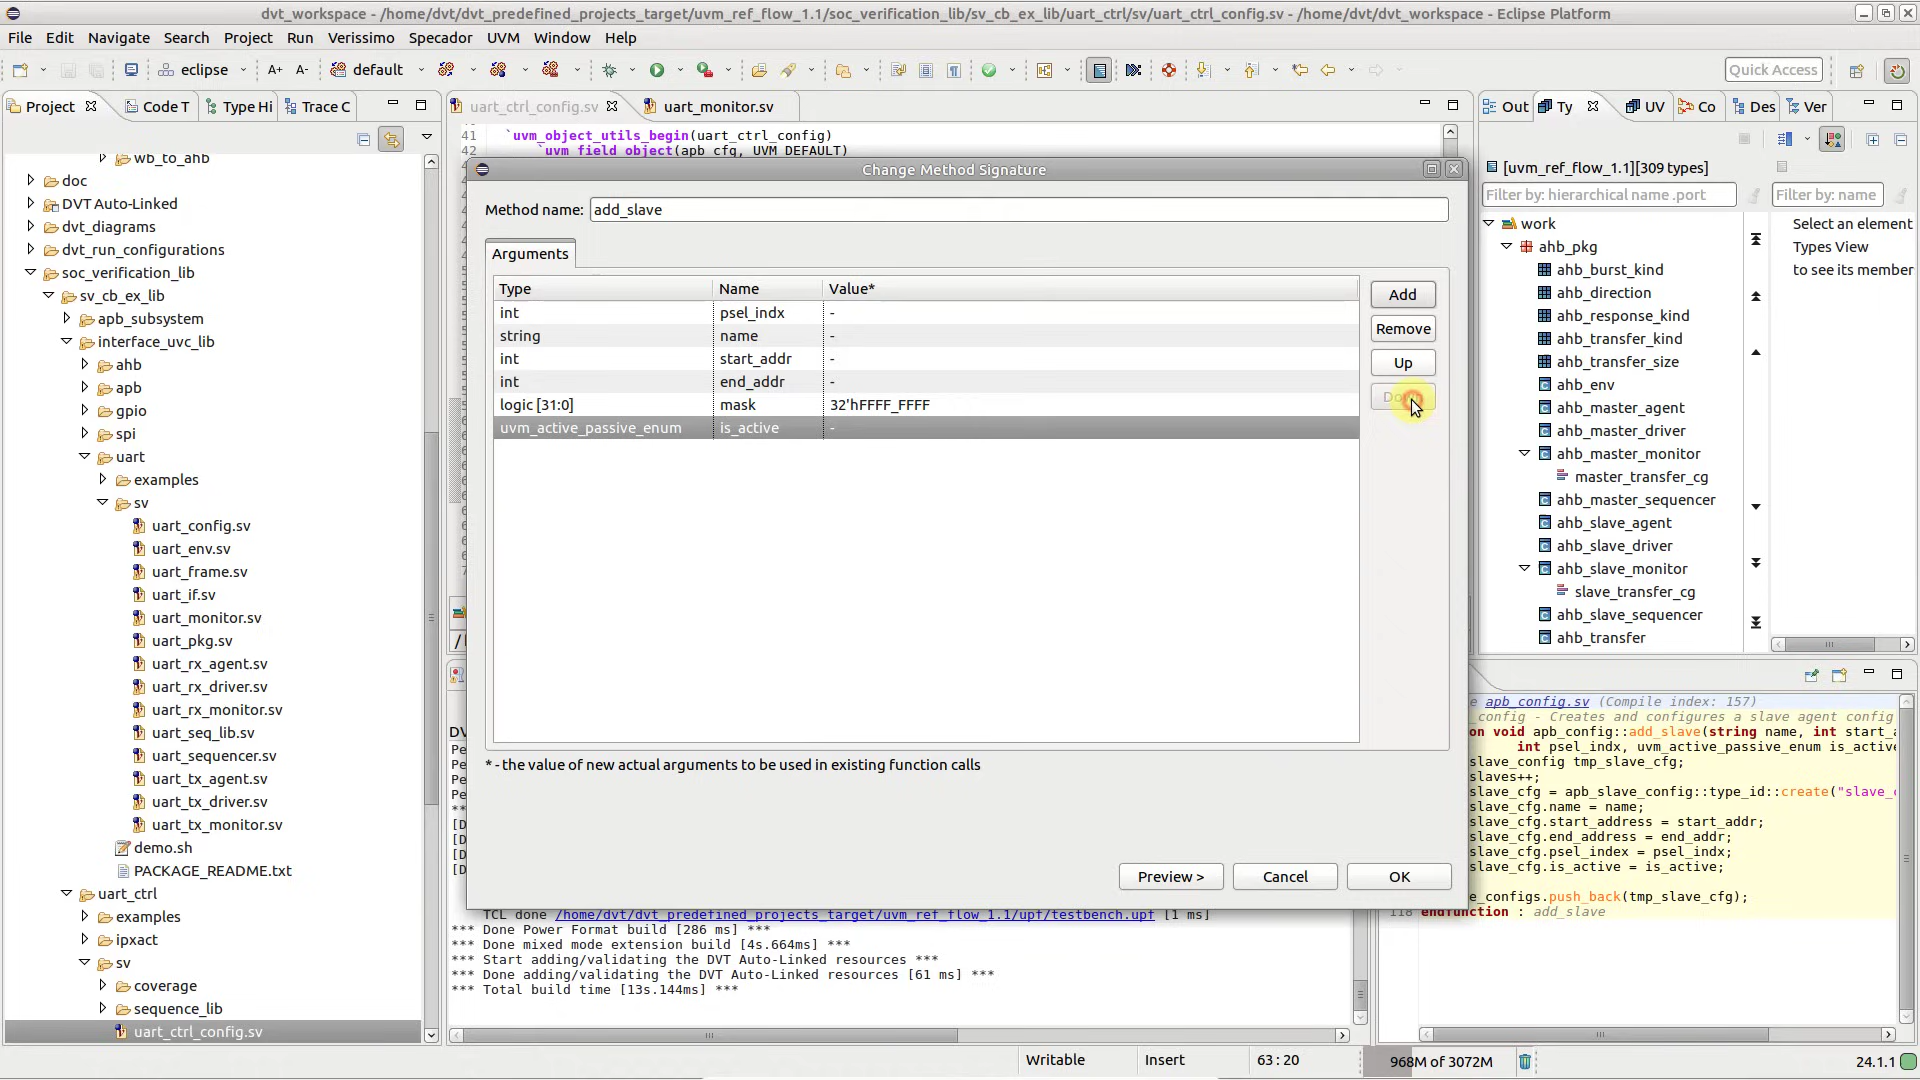 dvt_workspace - /home/dvt/dvt_predefined_projects_target/uvm_ref_flow_1.1/soc_verification_lib/sv_cb_ex_lib/uart_ctrl/sv/uart_ctrl_config.sv - /home/dvt/dvt_workspace - Eclipse Platform
File Edit Navigate Search Project Run Verissimo Specador UVM Window Help
eclipse A+ A- default Quick Access
Project Code T Type Hi Trace C
wb_to_ahb
doc
DVT Auto-Linked
dvt_diagrams
dvt_run_configurations
soc_verification_lib
sv_cb_ex_lib
apb_subsystem
interface_uvc_lib
ahb
apb
gpio
spi
uart
examples
sv
uart_config.sv
uart_env.sv
uart_frame.sv
uart_if.sv
uart_monitor.sv
uart_pkg.sv
uart_rx_agent.sv
uart_rx_driver.sv
uart_rx_monitor.sv
uart_seq_lib.sv
uart_sequencer.sv
uart_tx_agent.sv
uart_tx_driver.sv
uart_tx_monitor.sv
demo.sh
PACKAGE_README.txt
uart_ctrl
examples
ipxact
sv
coverage
sequence_lib
uart_ctrl_config.sv
uart_ctrl_config.sv uart_monitor.sv
41 `uvm_object_utils_begin(uart_ctrl_config)
42 `uvm_field_object(apb_cfg, UVM_DEFAULT)
Change Method Signature
Method name: add_slave
Arguments
Type Name Value*
int psel_indx -
string name -
int start_addr -
int end_addr -
logic [31:0] mask 32'hFFFF_FFFF
uvm_active_passive_enum is_active -
Add
Remove
Up
* - the value of new actual arguments to be used in existing function calls
Preview > Cancel OK
TCL done /home/dvt/dvt_predefined_projects_target/uvm_ref_flow_1.1/upf/testbench.upf [1 ms]
*** Done Power Format build [286 ms] ***
*** Done mixed mode extension build [4s.664ms] ***
*** Start adding/validating the DVT Auto-Linked resources ***
*** Done adding/validating the DVT Auto-Linked resources [61 ms] ***
*** Total build time [13s.144ms] ***
Out Ty UV Co Des Ver
[uvm_ref_flow_1.1][309 types]
Filter by: hierarchical name .port Filter by: name
work
ahb_pkg
ahb_burst_kind
ahb_direction
ahb_response_kind
ahb_transfer_kind
ahb_transfer_size
ahb_env
ahb_master_agent
ahb_master_driver
ahb_master_monitor
master_transfer_cg
ahb_master_sequencer
ahb_slave_agent
ahb_slave_driver
ahb_slave_monitor
slave_transfer_cg
ahb_slave_sequencer
ahb_transfer
Select an element
Types View
to see its member
e apb_config.sv (Compile index: 157)
_config - Creates and configures a slave agent config
on void apb_config::add_slave(string name, int start_a
int psel_indx, uvm_active_passive_enum is_active
slave_config tmp_slave_cfg;
slaves++;
slave_cfg = apb_slave_config::type_id::create("slave_c
slave_cfg.name = name;
slave_cfg.start_address = start_addr;
slave_cfg.end_address = end_addr;
slave_cfg.psel_index = psel_indx;
slave_cfg.is_active = is_active;
e_configs.push_back(tmp_slave_cfg);
118 endfunction : add_slave
Writable Insert 63 : 20 968M of 3072M 24.1.1